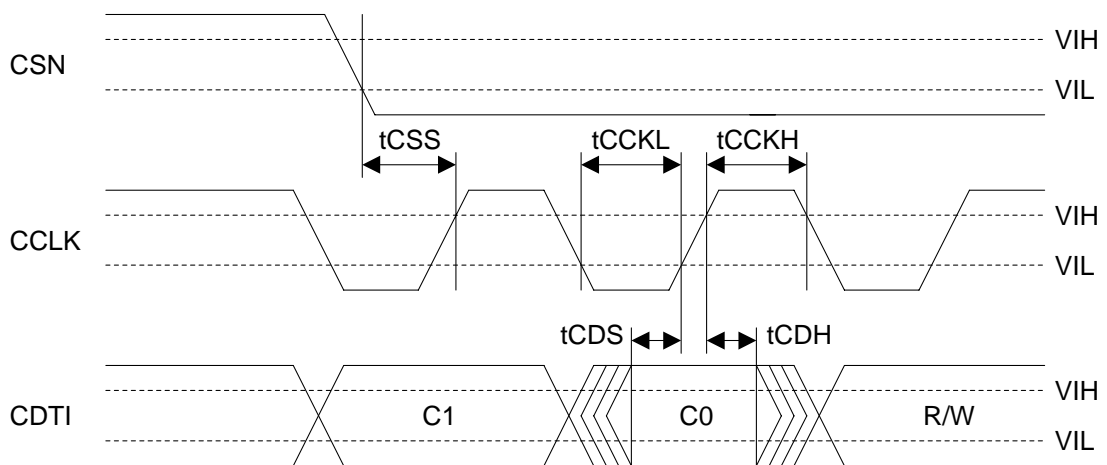 VIH
CSN
VIL
tCSS tCCKL tCCKH
VIH
CCLK
VIL
tCDS tCDH
VIH
CDTI C1 C0 R/W
VIL